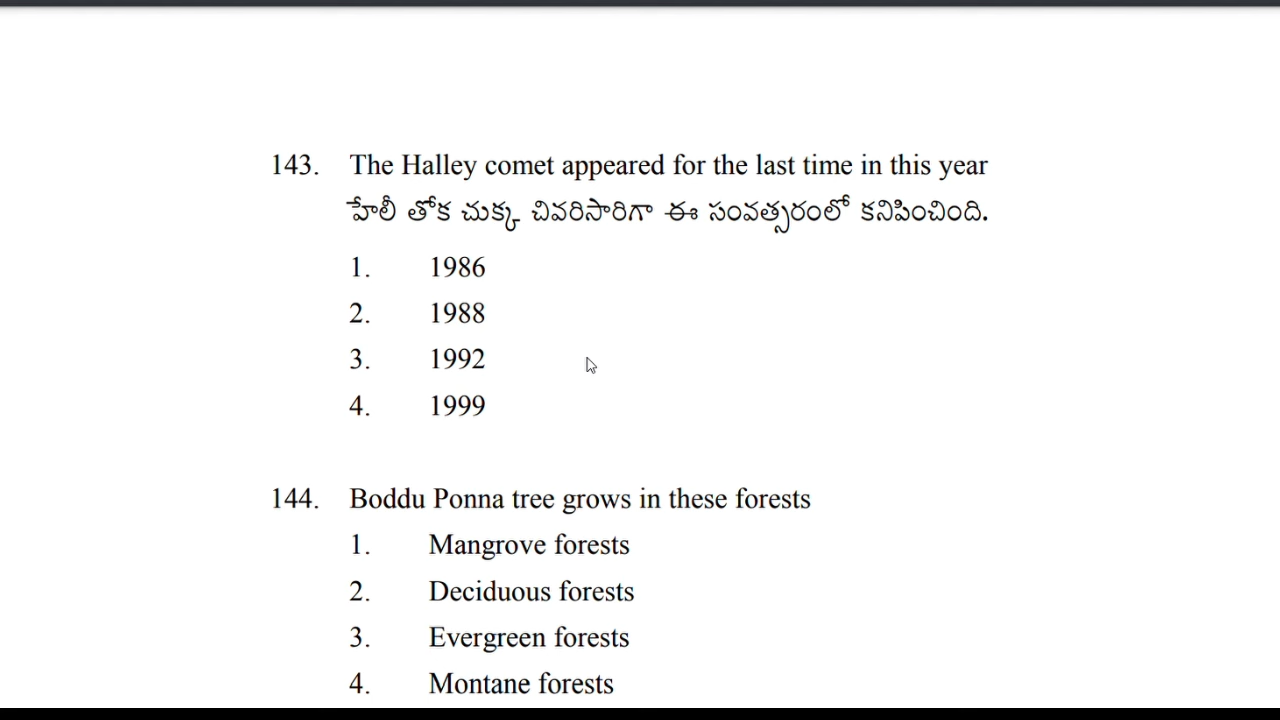 143. The Halley comet appeared for the last time in this year
హేలీ తోక చుక్క చివరిసారిగా ఈ సంవత్సరంలో కనిపించింది.
1. 1986
2. 1988
3. 1992
4. 1999
144. Boddu Ponna tree grows in these forests
1. Mangrove forests
2. Deciduous forests
3. Evergreen forests
4. Montane forests